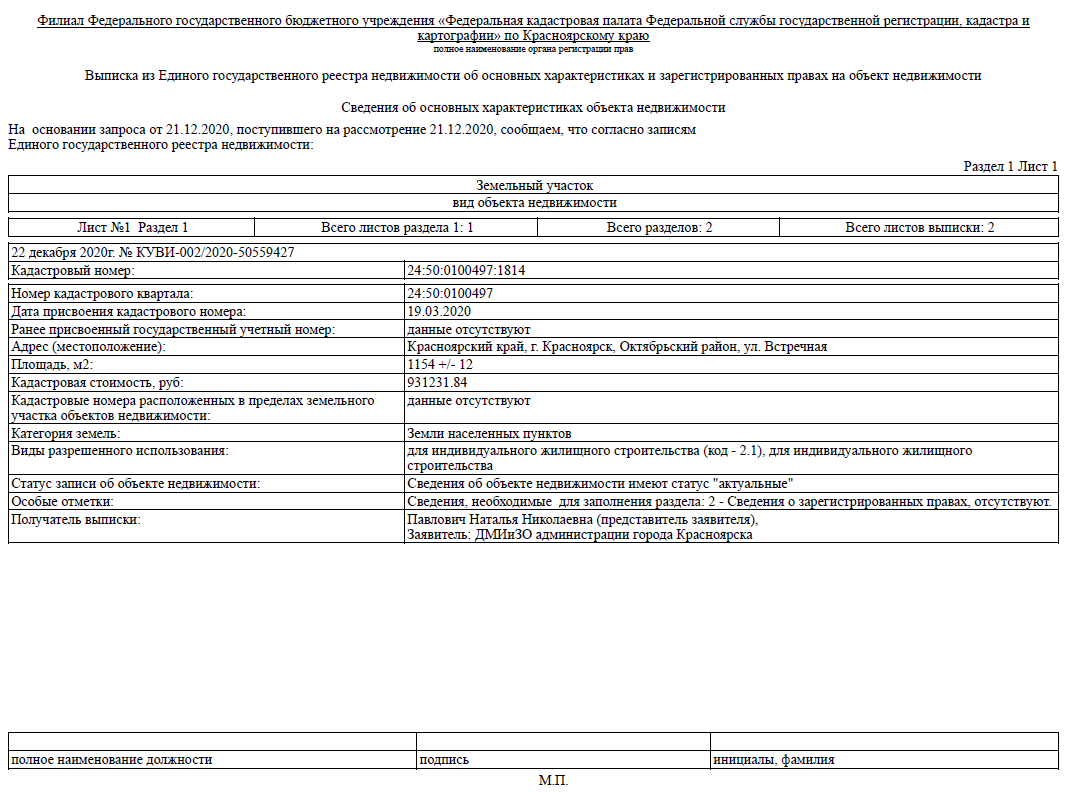 Филиал Федерального государственного бюджетного учреждения «Федеральная кадастровая палата Федеральной службы государственной регистрации, кадастра и
картографии» по Красноярскому краю
полное наименование органа регистрации прав
Выписка из Единого государственного реестра недвижимости об основных характеристиках и зарегистрированных правах на объект недвижимости
Сведения об основных характеристиках объекта недвижимости
На основании запроса от 21.12.2020, поступившего на рассмотрение 21.12.2020, сообщаем, что согласно записям
Единого государственного реестра недвижимости:
Раздел 1 Лист 1
Земельный участок
вид объекта недвижимости
Лист №1 Раздел 1 Всего листов раздела 1: 1 Всего разделов: 2 Всего листов выписки: 2
22 декабря 2020г. № КУВИ-002/2020-50559427
Кадастровый номер: 24:50:0100497:1814
Номер кадастрового квартала: 24:50:0100497
Дата присвоения кадастрового номера: 19.03.2020
Ранее присвоенный государственный учетный номер: данные отсутствуют
Адрес (местоположение): Красноярский край, г. Красноярск, Октябрьский район, ул. Встречная
Площадь, м2: 1154 +/- 12
Кадастровая стоимость, руб: 931231.84
Кадастровые номера расположенных в пределах земельного данные отсутствуют
участка объектов недвижимости:
Категория земель: Земли населенных пунктов
Виды разрешенного использования: для индивидуального жилищного строительства (код - 2.1), для индивидуального жилищного
строительства
Статус записи об объекте недвижимости: Сведения об объекте недвижимости имеют статус "актуальные"
Особые отметки: Сведения, необходимые для заполнения раздела: 2 - Сведения о зарегистрированных правах, отсутствуют.
Получатель выписки: Павлович Наталья Николаевна (представитель заявителя),
Заявитель: ДМИиЗО администрации города Красноярска
полное наименование должности подпись инициалы, фамилия
М.П.